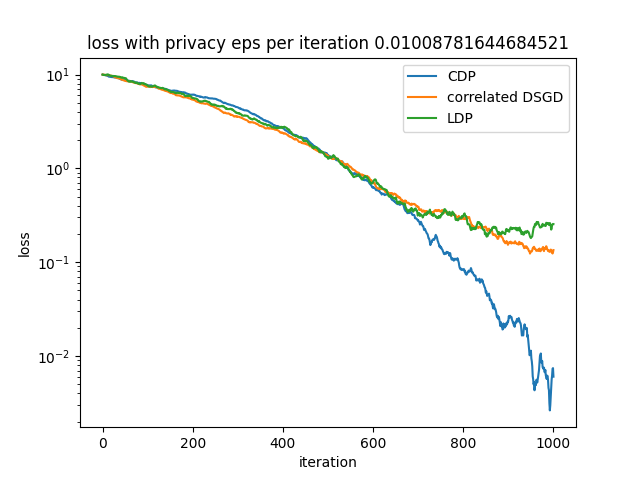 loss with privacy eps per iteration 0.01008781644684521
CDP
correlated DSGD
LDP
10¹
10⁰
10⁻¹
10⁻²
loss
0 200 400 600 800 1000
iteration